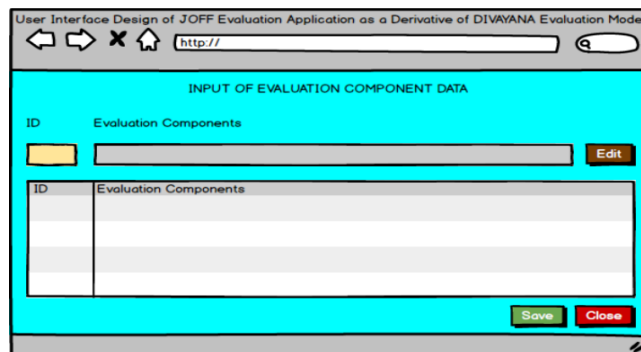 User Interface Design of JOFF Evaluation Application as a Derivative of DIVAYANA Evaluation Mode
http://
INPUT OF EVALUATION COMPONENT DATA
ID Evaluation Components
Edit
ID Evaluation Components
Save Close